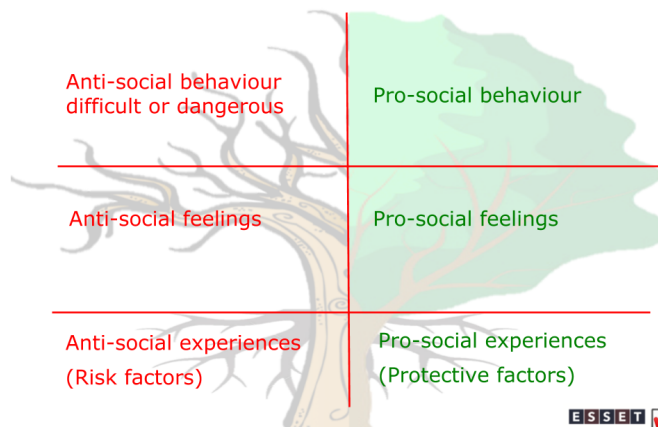 Anti-social behaviour
difficult or dangerous
Pro-social behaviour
Anti-social feelings
Pro-social feelings
Anti-social experiences
(Risk factors)
Pro-social experiences
(Protective factors)
ESSET